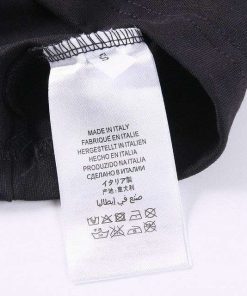 S
MADE IN ITALY
FABRIQUÉ EN ITALIE
HERGESTELLT IN ITALIEN
HECHO EN ITALIA
PRODUZIDO NA ITÁLIA
СДЕЛАНО В ИТАЛИИ
イタリア製
产地:意大利
صنع في إيطاليا